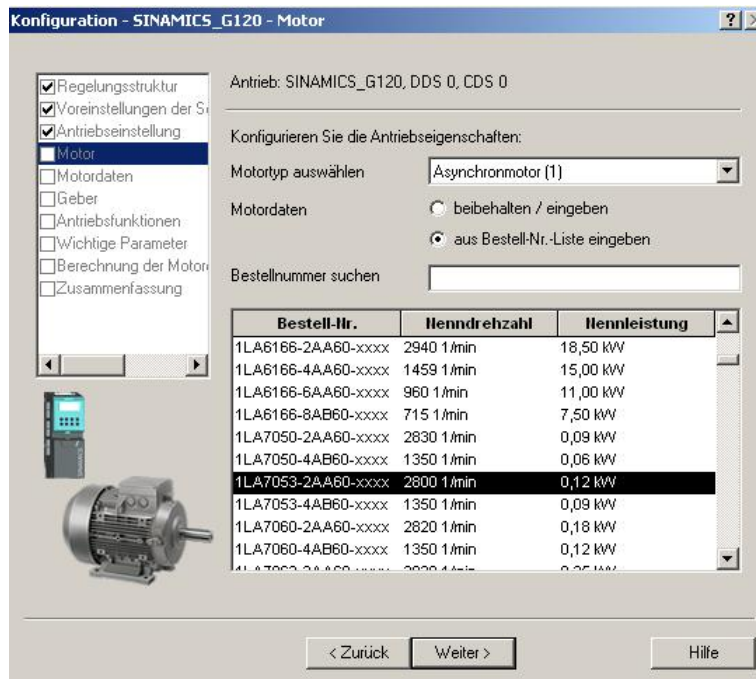 Konfiguration - SINAMICS_G120 - Motor
Regelungsstruktur
Voreinstellungen der
Antriebseinstellung
Motor
Motordaten
Geber
Antriebsfunktionen
Wichtige Parameter
Berechnung der
Zusammenfassung
Antrieb: SINAMICS_G120, DDS 0, CDS 0
Konfigurieren Sie die Antriebseigenschaften:
Motortyp auswählen Asynchronmotor (1)
Motordaten beibehalten / eingeben
aus Bestell-Nr.-Liste eingeben
Bestellnummer suchen
Bestell-Nr. Nenndrehzahl Nennleistung
1LA6166-2AA60-xxxx 2940 1/min 18,50 kW
1LA6166-4AA60-xxxx 1459 1/min 15,00 kW
1LA6166-6AA60-xxxx 960 1/min 11,00 kW
1LA6166-8AB60-xxxx 715 1/min 7,50 kW
1LA7050-2AA60-xxxx 2830 1/min 0,09 kW
1LA7050-4AB60-xxxx 1350 1/min 0,06 kW
1LA7053-2AA60-xxxx 2800 1/min 0,12 kW
1LA7053-4AB60-xxxx 1350 1/min 0,09 kW
1LA7060-2AA60-xxxx 2820 1/min 0,18 kW
1LA7060-4AB60-xxxx 1350 1/min 0,12 kW
< Zurück Weiter > Hilfe